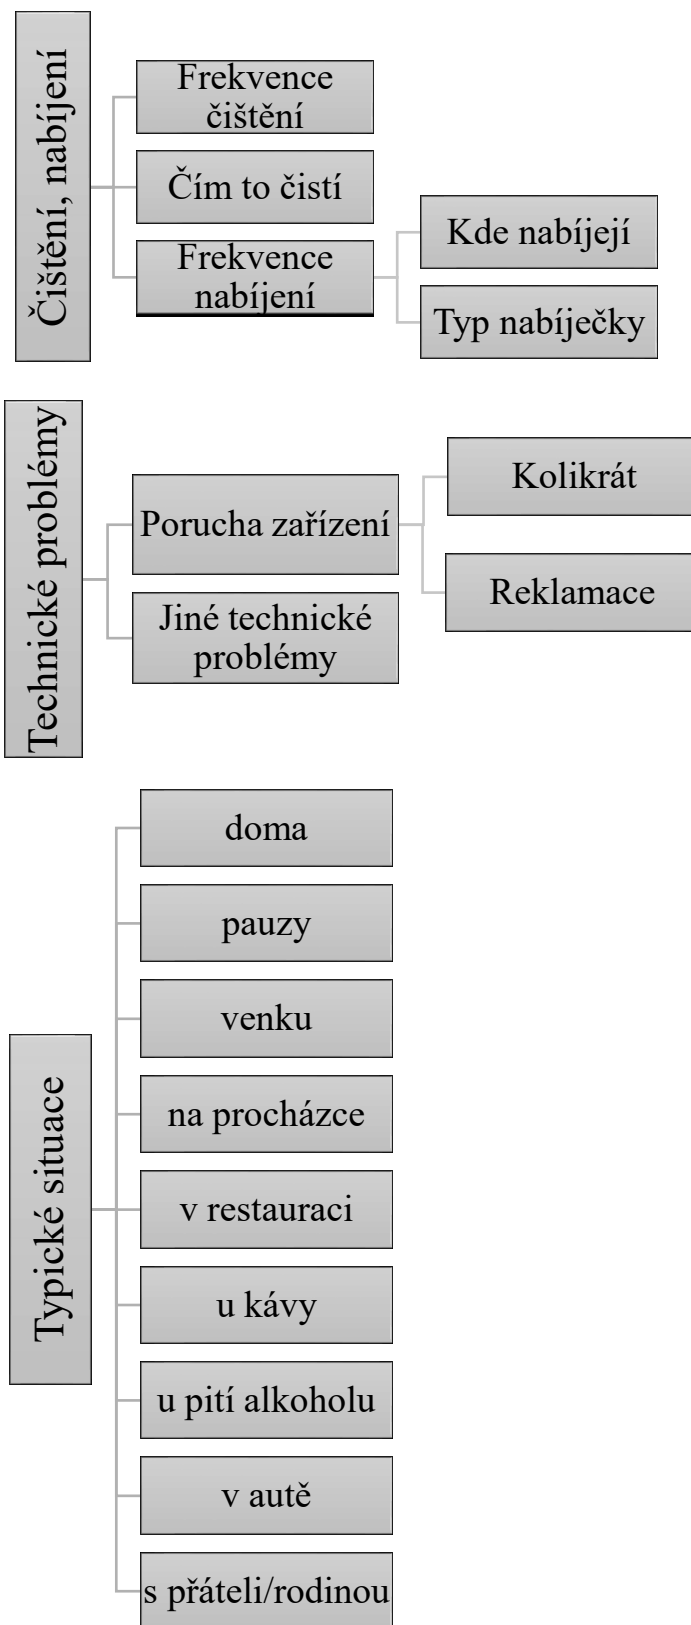 Čištění, nabíjení
Frekvence
čištění
Čím to čistí
Frekvence
nabíjení
Kde nabíjejí
Typ nabíječky
Technické problémy
Porucha zařízení
Jiné technické
problémy
Kolikrát
Reklamace
Typické situace
doma
pauzy
venku
na procházce
v restauraci
u kávy
u pití alkoholu
v autě
s přáteli/rodinou